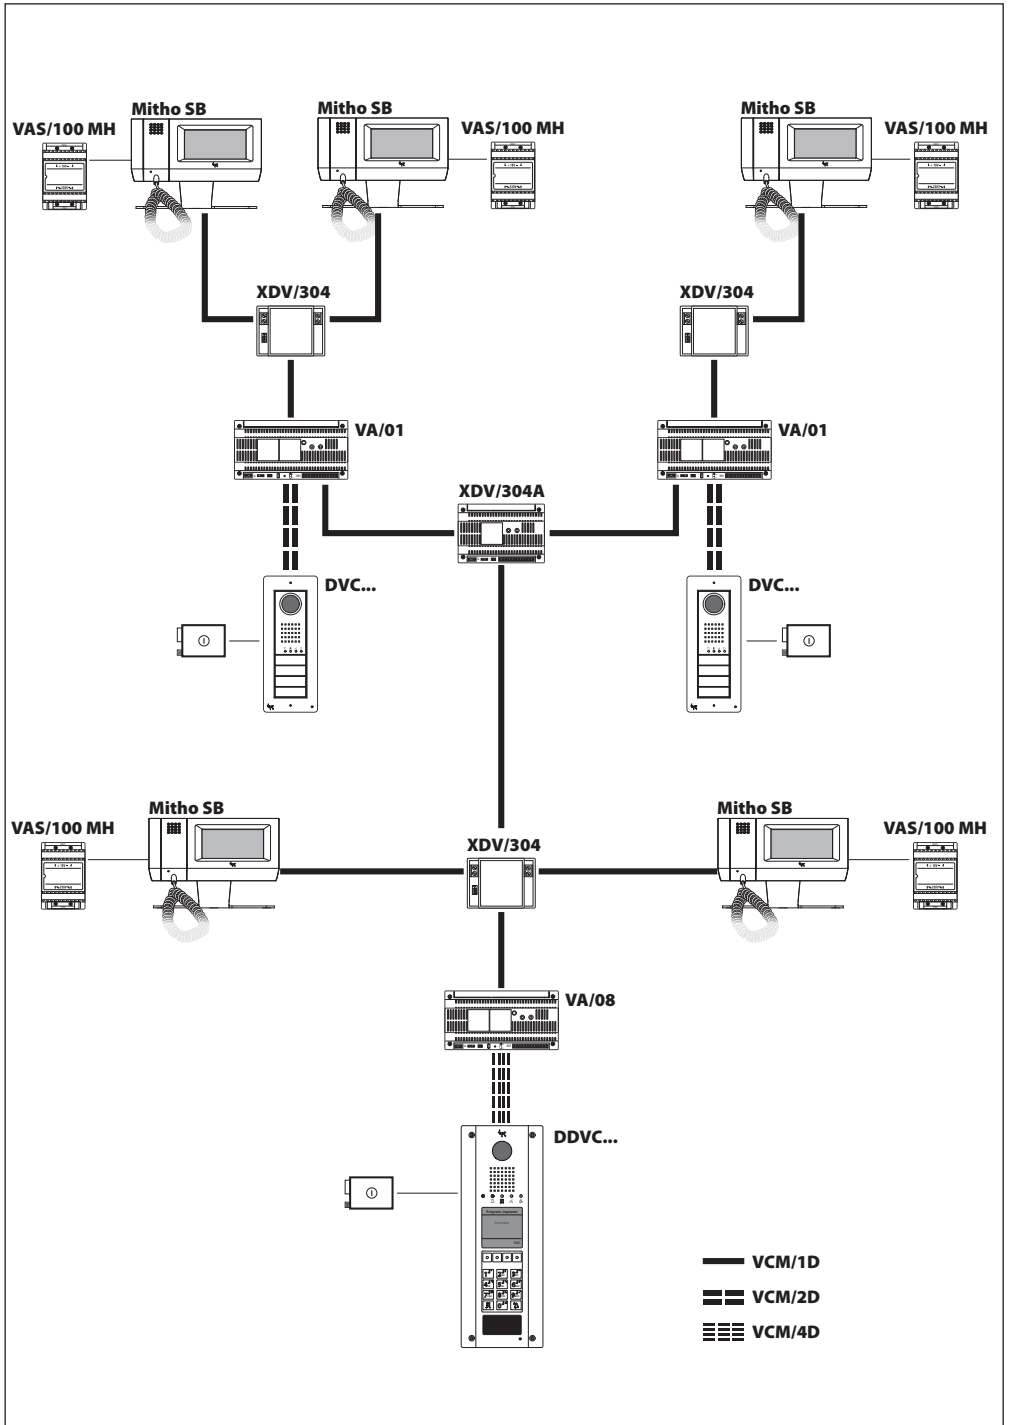 Mitho SB
Mitho SB
Mitho SB
VAS/100 MH
VAS/100 MH
VAS/100 MH
XDV/304
XDV/304
VA/01
VA/01
XDV/304A
DVC...
DVC...
Mitho SB
Mitho SB
VAS/100 MH
VAS/100 MH
XDV/304
VA/08
DDVC...
VCM/1D
VCM/2D
VCM/4D